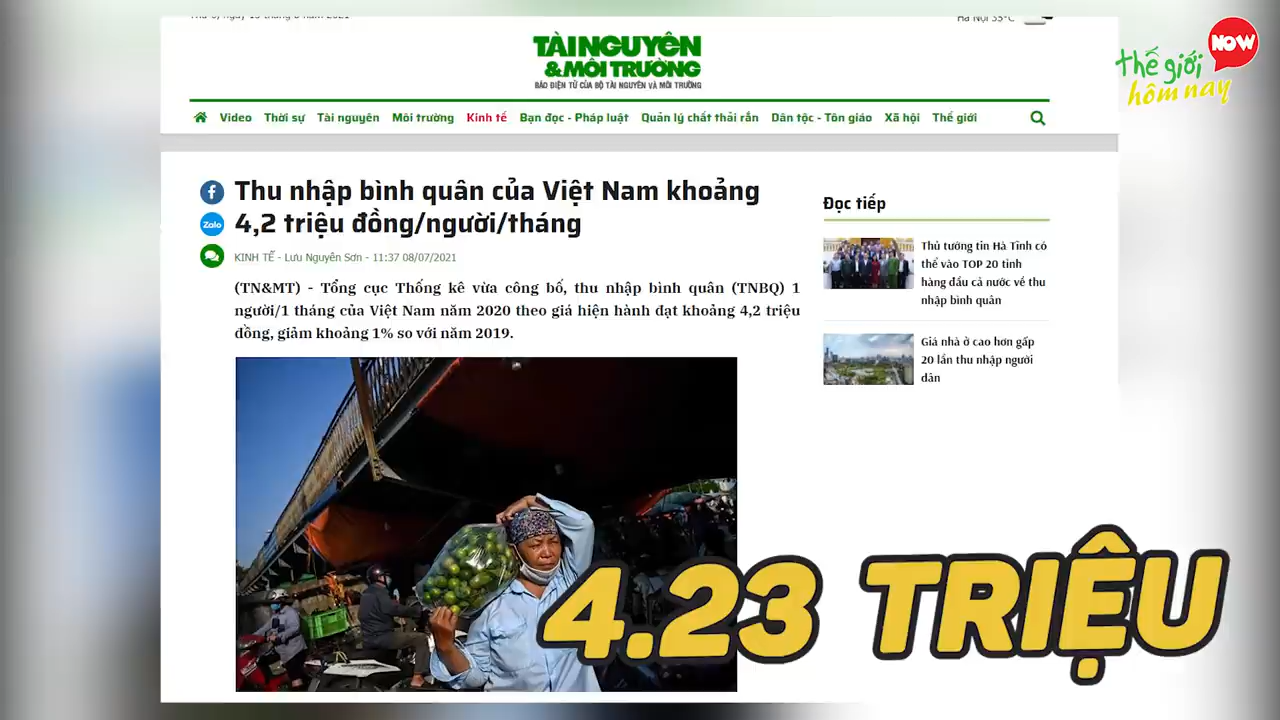 Hà Nội 35°C
TÀI NGUYÊN
& MÔI TRƯỜNG
BÁO ĐIỆN TỬ CỦA BỘ TÀI NGUYÊN VÀ MÔI TRƯỜNG
NOW
thế giới
hôm nay
Video Thời sự Tài nguyên Môi trường Kinh tế Bạn đọc - Pháp luật Quản lý chất thải rắn Dân tộc - Tôn giáo Xã hội Thế giới
Thu nhập bình quân của Việt Nam khoảng
4,2 triệu đồng/người/tháng
Zalo
KINH TẾ - Lưu Nguyên Sơn - 11:37 08/07/2021
(TN&MT) - Tổng cục Thống kê vừa công bố, thu nhập bình quân (TNBQ) 1
người/1 tháng của Việt Nam năm 2020 theo giá hiện hành đạt khoảng 4,2 triệu
đồng, giảm khoảng 1% so với năm 2019.
Đọc tiếp
Thủ tướng tin Hà Tĩnh có
thể vào TOP 20 tỉnh
hàng đầu cả nước về thu
nhập bình quân
Giá nhà ở cao hơn gấp
20 lần thu nhập người
dân
4.23 TRIỆU